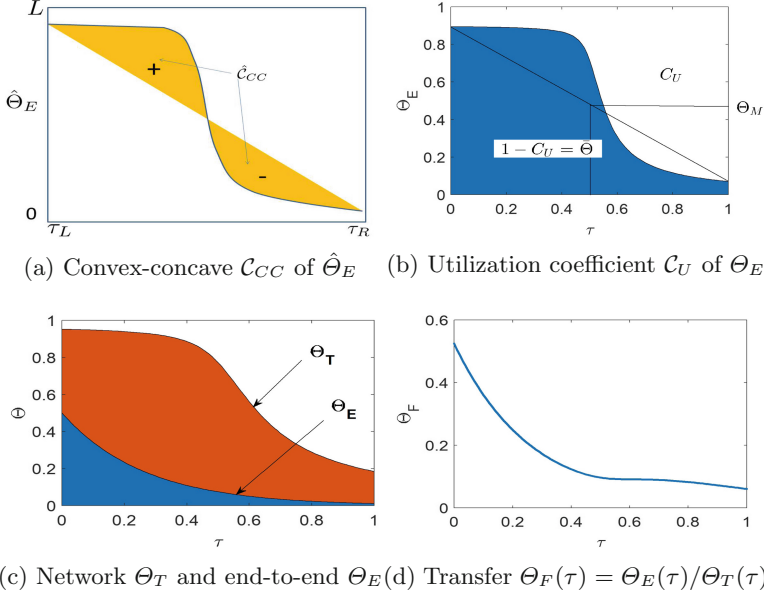 L
+
𝒞̂_CC
Θ̂_E
-
0
τ_L
τ_R
(a) Convex-concave 𝒞_CC of Θ̂_E
1
0.8
0.6
0.4
0.2
0
Θ_E
C_U
Θ_M
1 − C_U = Θ̄
0 0.2 0.4 0.6 0.8 1
τ
(b) Utilization coefficient 𝒞_U of Θ_E
1
0.8
0.6
0.4
0.2
0
Θ
Θ_T
Θ_E
0 0.2 0.4 0.6 0.8 1
τ
(c) Network Θ_T and end-to-end Θ_E
0.6
0.4
0.2
0
Θ_F
0 0.2 0.4 0.6 0.8 1
τ
(d) Transfer Θ_F(τ) = Θ_E(τ)/Θ_T(τ)